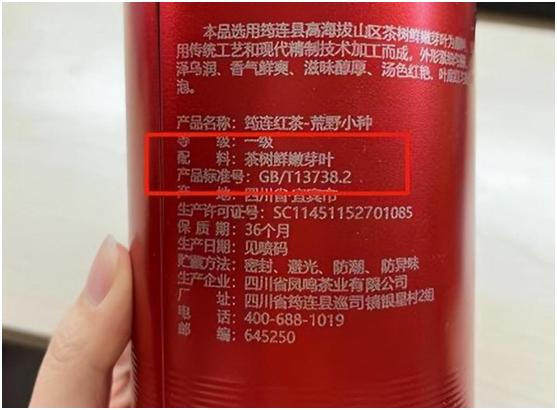 本品选用筠连县高海拔山区茶树鲜嫩芽叶为
用传统工艺和现代精制技术加工而成，外形
泽乌润、香气鲜爽、滋味醇厚、汤色红艳、叶
泡。
产品名称：筠连红茶-荒野小种
等 级：一级
配 料：茶树鲜嫩芽叶
产品标准号：GB/T13738.2
产 地：四川省·宜宾市
生产许可证号：SC11451152701085
保 质 期：36个月
生产日期：见喷码
贮藏方法：密封、避光、防潮、防异味
生产企业：四川省凤鸣茶业有限公司
厂 址：四川省筠连县巡司镇银星村2组
电 话：400-688-1019
邮 编：645250